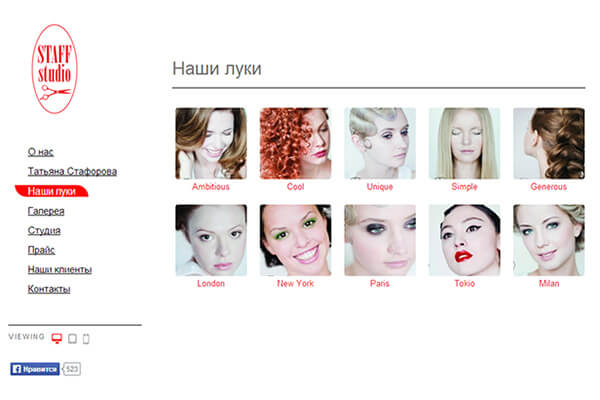 STAFF
studio
О нас
Татьяна Стафорова
Наши луки
Галерея
Студия
Прайс
Наши клиенты
Контакты
VIEWING
Нравится 523
Наши луки
Ambitious Cool Unique Simple Generous
London New York Paris Tokio Milan